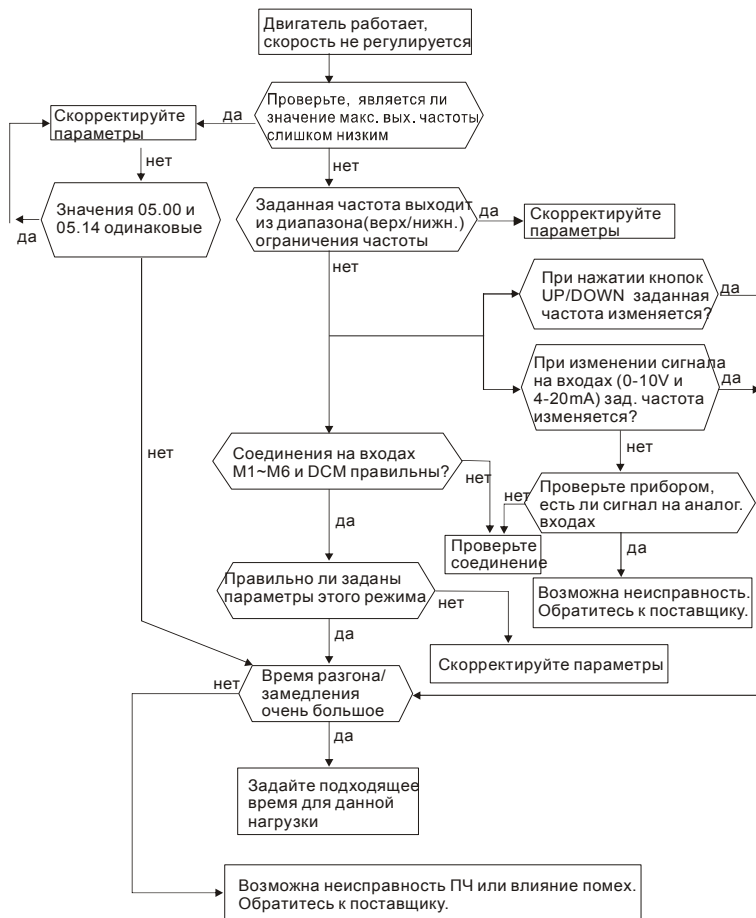 Двигатель работает,
скорость не регулируется
Проверьте, является ли
значение макс. вых. частоты
слишком низким
да
Скорректируйте
параметры
нет
нет
Значения 05.00 и
05.14 одинаковые
да
Заданная частота выходит
из диапазона(верх/нижн.)
ограничения частоты
да
Скорректируйте
параметры
нет
При нажатии кнопок
UP/DOWN заданная
частота изменяется?
да
При изменении сигнала
на входах (0-10V и
4-20mA) зад. частота
изменяется?
да
нет
нет
Соединения на входах
M1~M6 и DCM правильны?
нет
нет
Проверьте прибором,
есть ли сигнал на аналог.
входах
да
Проверьте
соединение
да
Возможна неисправность.
Обратитесь к поставщику.
Правильно ли заданы
параметры этого режима
нет
да
Скорректируйте параметры
нет
Время разгона/
замедления
очень большое
да
Задайте подходящее
время для данной
нагрузки
Возможна неисправность ПЧ или влияние помех.
Обратитесь к поставщику.